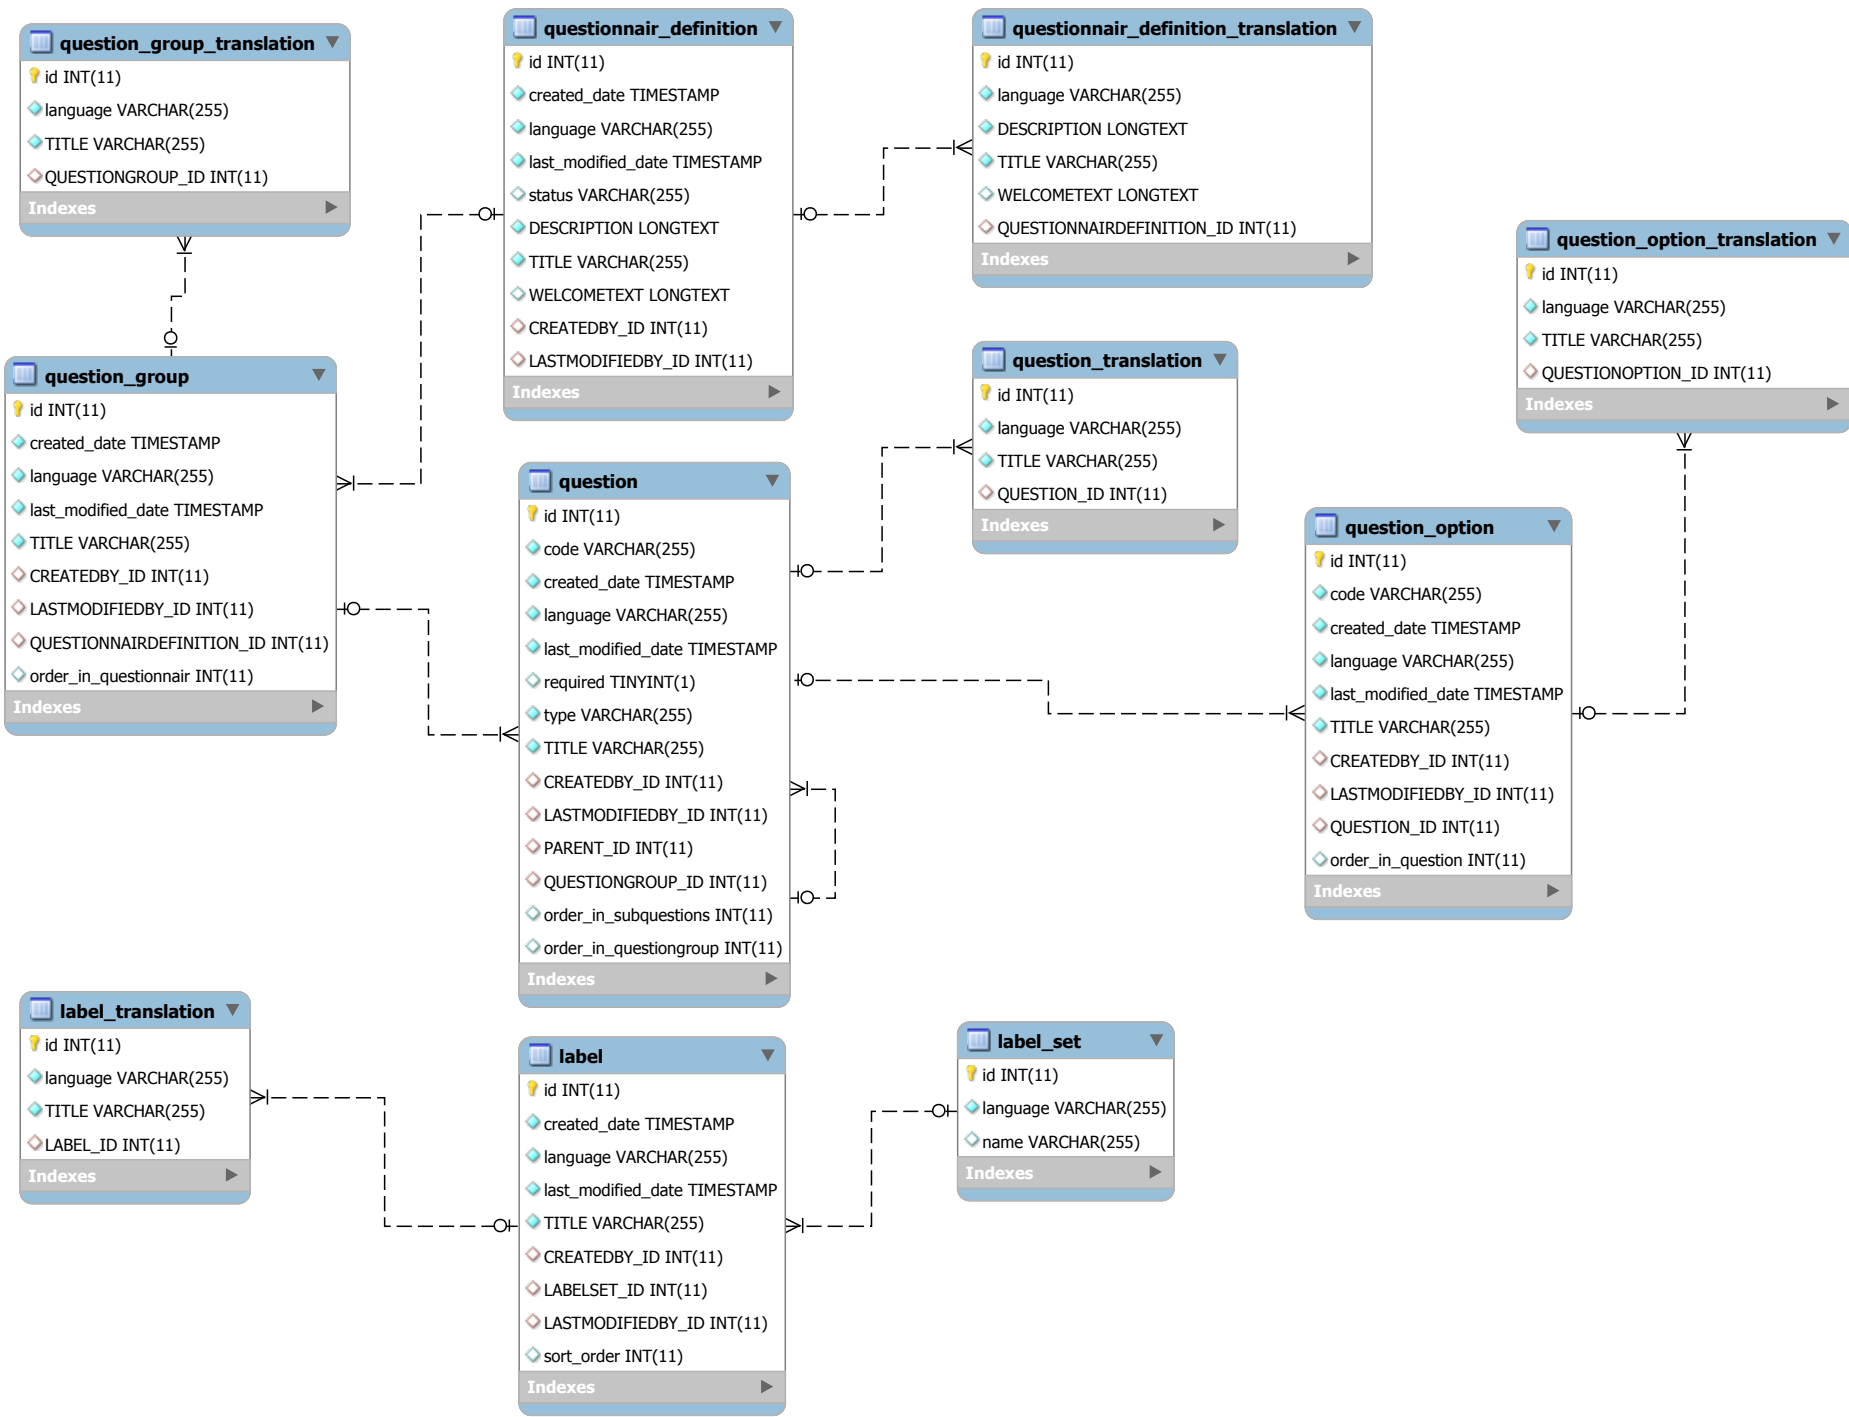 question_group_translation
id INT(11)
language VARCHAR(255)
TITLE VARCHAR(255)
QUESTIONGROUP_ID INT(11)
Indexes
questionnair_definition
id INT(11)
created_date TIMESTAMP
language VARCHAR(255)
last_modified_date TIMESTAMP
status VARCHAR(255)
DESCRIPTION LONGTEXT
TITLE VARCHAR(255)
WELCOMETEXT LONGTEXT
CREATEDBY_ID INT(11)
LASTMODIFIEDBY_ID INT(11)
Indexes
questionnair_definition_translation
id INT(11)
language VARCHAR(255)
DESCRIPTION LONGTEXT
TITLE VARCHAR(255)
WELCOMETEXT LONGTEXT
QUESTIONNAIRDEFINITION_ID INT(11)
Indexes
question_option_translation
id INT(11)
language VARCHAR(255)
TITLE VARCHAR(255)
QUESTIONOPTION_ID INT(11)
Indexes
question_group
id INT(11)
created_date TIMESTAMP
language VARCHAR(255)
last_modified_date TIMESTAMP
TITLE VARCHAR(255)
CREATEDBY_ID INT(11)
LASTMODIFIEDBY_ID INT(11)
QUESTIONNAIRDEFINITION_ID INT(11)
order_in_questionnair INT(11)
Indexes
question_translation
id INT(11)
language VARCHAR(255)
TITLE VARCHAR(255)
QUESTION_ID INT(11)
Indexes
question
id INT(11)
code VARCHAR(255)
created_date TIMESTAMP
language VARCHAR(255)
last_modified_date TIMESTAMP
required TINYINT(1)
type VARCHAR(255)
TITLE VARCHAR(255)
CREATEDBY_ID INT(11)
LASTMODIFIEDBY_ID INT(11)
PARENT_ID INT(11)
QUESTIONGROUP_ID INT(11)
order_in_subquestions INT(11)
order_in_questiongroup INT(11)
Indexes
question_option
id INT(11)
code VARCHAR(255)
created_date TIMESTAMP
language VARCHAR(255)
last_modified_date TIMESTAMP
TITLE VARCHAR(255)
CREATEDBY_ID INT(11)
LASTMODIFIEDBY_ID INT(11)
QUESTION_ID INT(11)
order_in_question INT(11)
Indexes
label_translation
id INT(11)
language VARCHAR(255)
TITLE VARCHAR(255)
LABEL_ID INT(11)
Indexes
label
id INT(11)
created_date TIMESTAMP
language VARCHAR(255)
last_modified_date TIMESTAMP
TITLE VARCHAR(255)
CREATEDBY_ID INT(11)
LABELSET_ID INT(11)
LASTMODIFIEDBY_ID INT(11)
sort_order INT(11)
Indexes
label_set
id INT(11)
language VARCHAR(255)
name VARCHAR(255)
Indexes